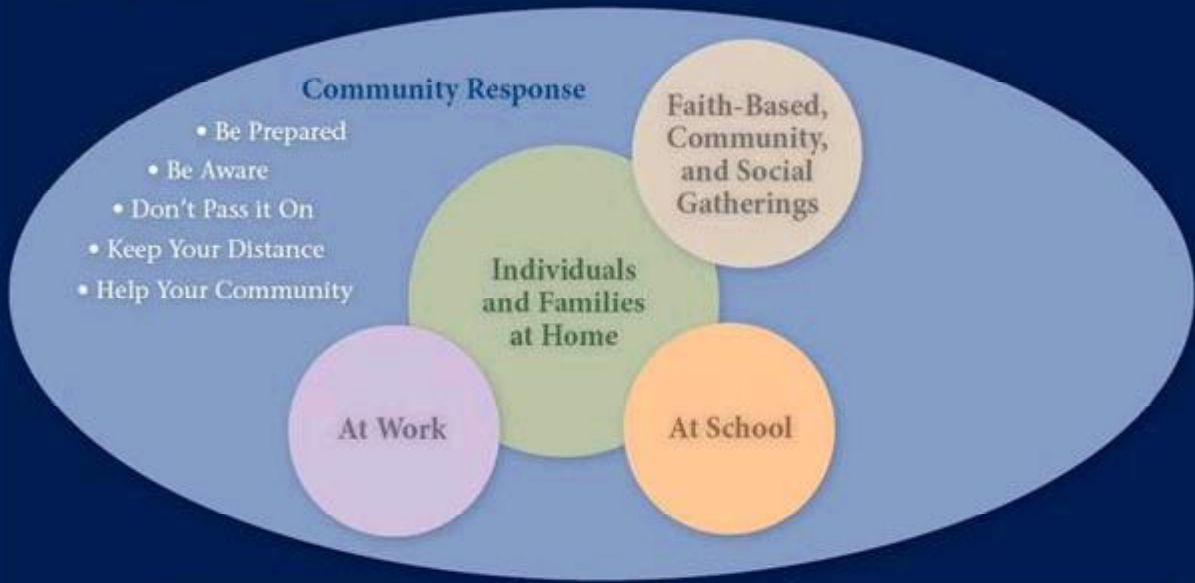 Community Response
• Be Prepared
• Be Aware
• Don't Pass it On
• Keep Your Distance
• Help Your Community
Faith-Based,
Community,
and Social
Gatherings
Individuals
and Families
at Home
At Work
At School